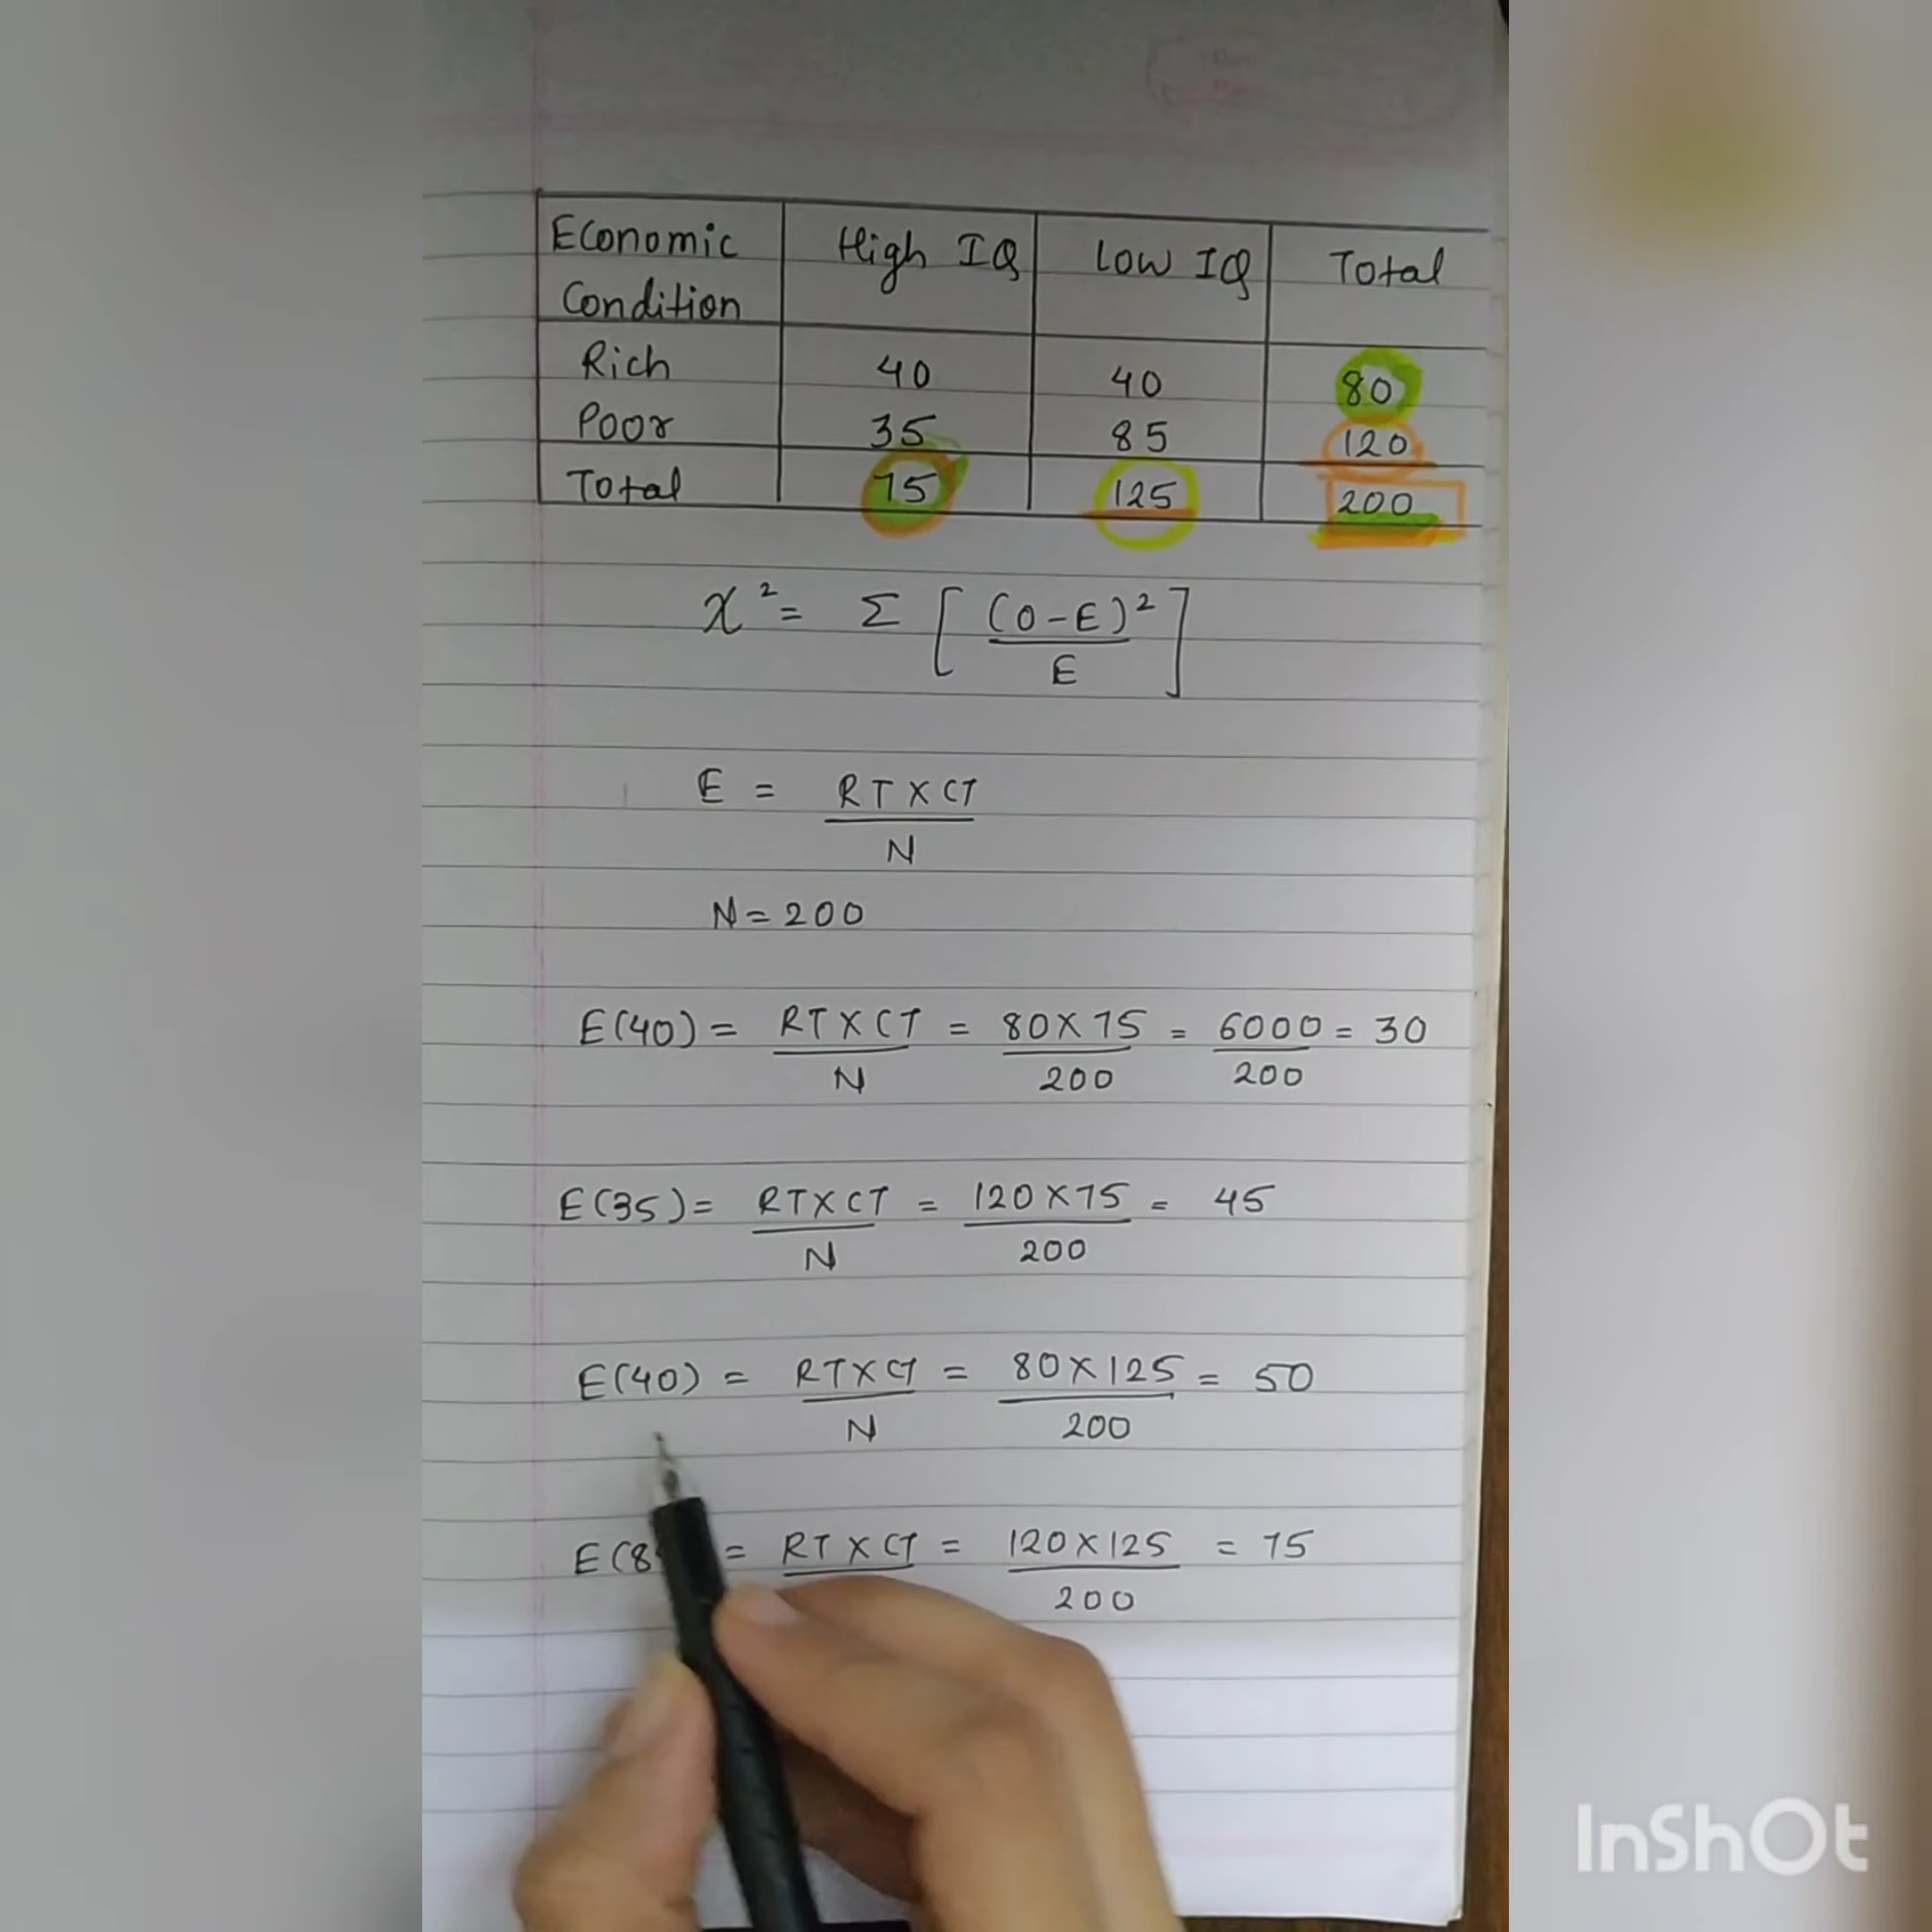 Economic Condition | High IQ | Low IQ | Total
Rich | 40 | 40 | 80
Poor | 35 | 85 | 120
Total | 75 | 125 | 200
χ² = Σ [ (O-E)² / E ]
E = RT X CT / N
N = 200
E(40) = RT X CT / N = 80 X 75 / 200 = 6000 / 200 = 30
E(35) = RT X CT / N = 120 X 75 / 200 = 45
E(40) = RT X CT / N = 80 X 125 / 200 = 50
E(8 = RT X CT = 120 X 125 / 200 = 75
InShOt